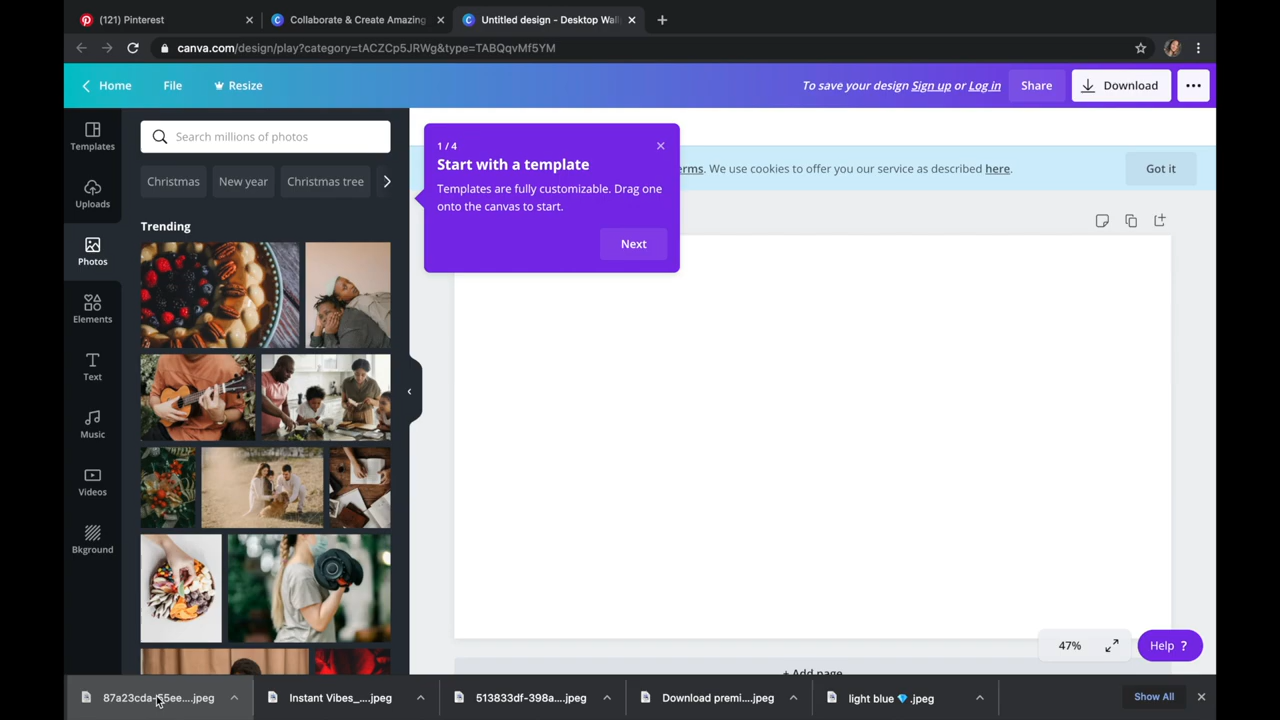 (121) Pinterest
Collaborate & Create Amazing
Untitled design - Desktop Wall
canva.com/design/play?category=tACZCp5JRWg&type=TABQqvMf5YM
Home
File
Resize
To save your design Sign up or Log in
Share
Download
Templates
Uploads
Photos
Elements
Text
Music
Videos
Bkground
Search millions of photos
Christmas
New year
Christmas tree
Trending
1 / 4
Start with a template
Templates are fully customizable. Drag one
onto the canvas to start.
Next
erms. We use cookies to offer you our service as described here.
Got it
+ Add page
47%
Help ?
87a23cda-55ee....jpeg
Instant Vibes_....jpeg
513833df-398a....jpeg
Download premi....jpeg
light blue 💎.jpeg
Show All